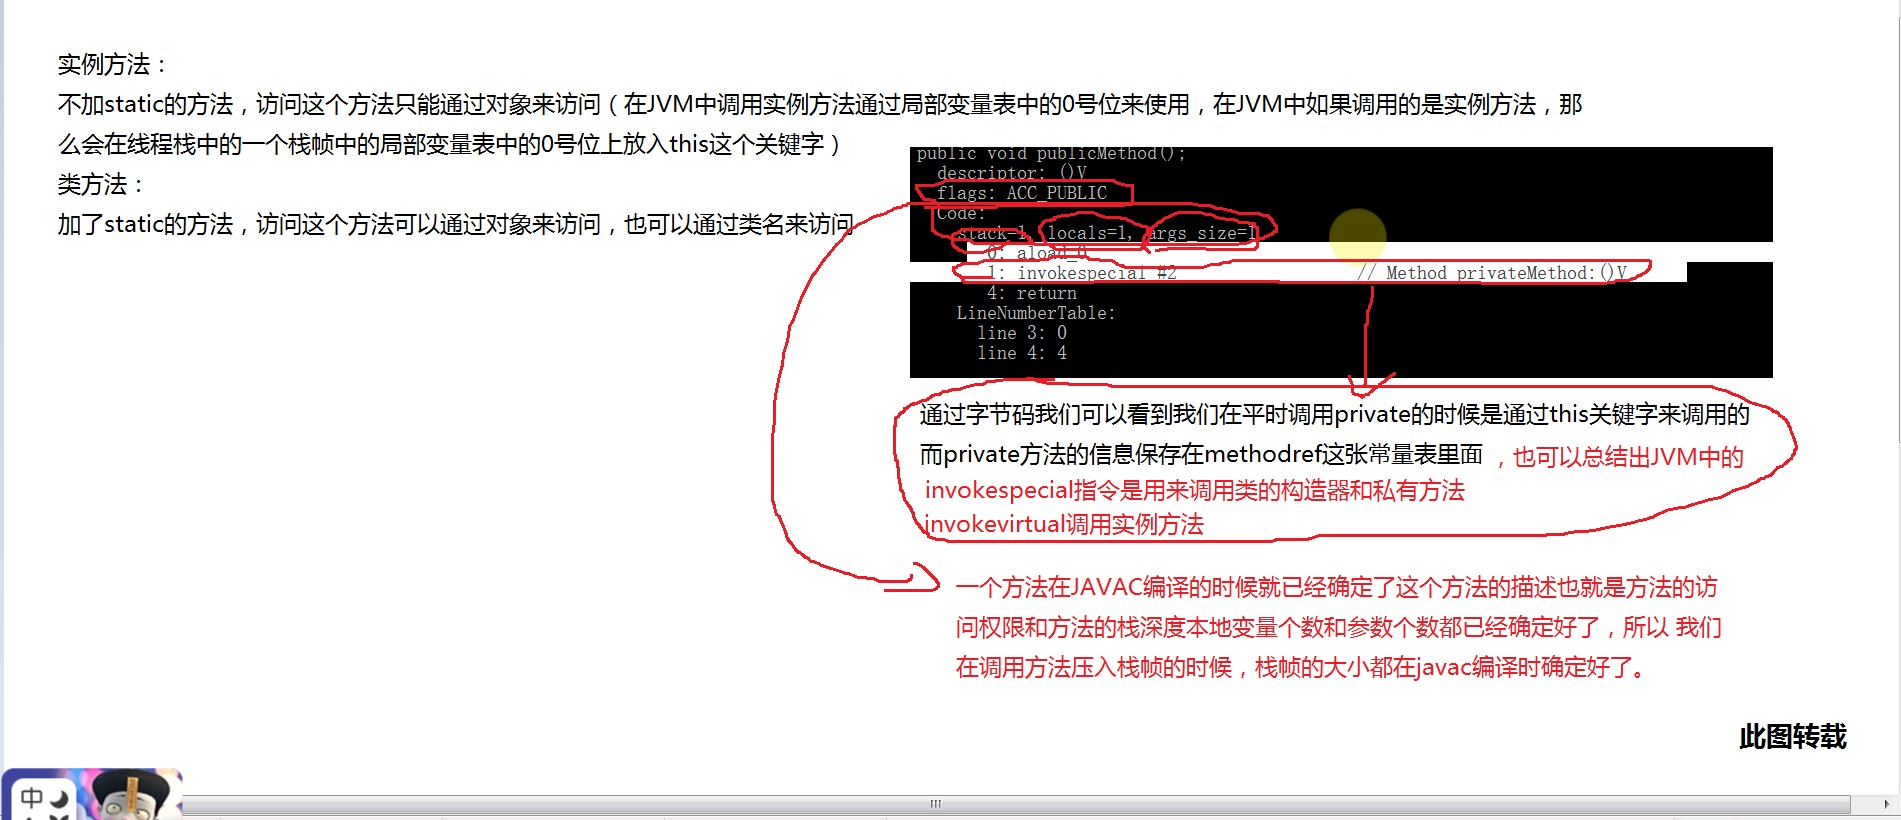 实例方法：
不加static的方法，访问这个方法只能通过对象来访问（在JVM中调用实例方法通过局部变量表中的0号位来使用，在JVM中如果调用的是实例方法，那
么会在线程栈中的一个栈帧中的局部变量表中的0号位上放入this这个关键字）
类方法：
加了static的方法，访问这个方法可以通过对象来访问，也可以通过类名来访问
public void publicMethod();
descriptor: ()V
flags: ACC_PUBLIC
Code:
stack=1, locals=1, args_size=1
0: aload_0
1: invokespecial #2 // Method privateMethod:()V
4: return
LineNumberTable:
line 3: 0
line 4: 4
通过字节码我们可以看到我们在平时调用private的时候是通过this关键字来调用的
而private方法的信息保存在methodref这张常量表里面 ，也可以总结出JVM中的
invokespecial指令是用来调用类的构造器和私有方法
invokevirtual调用实例方法
一个方法在JAVAC编译的时候就已经确定了这个方法的描述也就是方法的访
问权限和方法的栈深度本地变量个数和参数个数都已经确定好了，所以 我们
在调用方法压入栈帧的时候，栈帧的大小都在javac编译时确定好了。
此图转载
中